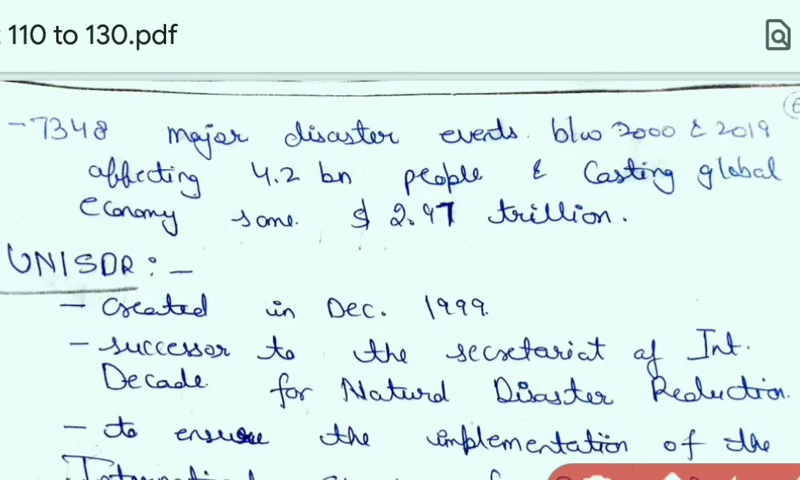 110 to 130.pdf
- 7348 major disaster events b/w 2000 & 2019
affecting 4.2 bn people & Casting global
economy some $ 2.97 trillion.
UNISDR : -
- created in Dec. 1999.
- successor to the secretariat of Int.
Decade for Natural Disaster Reduction.
- to ensure the implementation of the